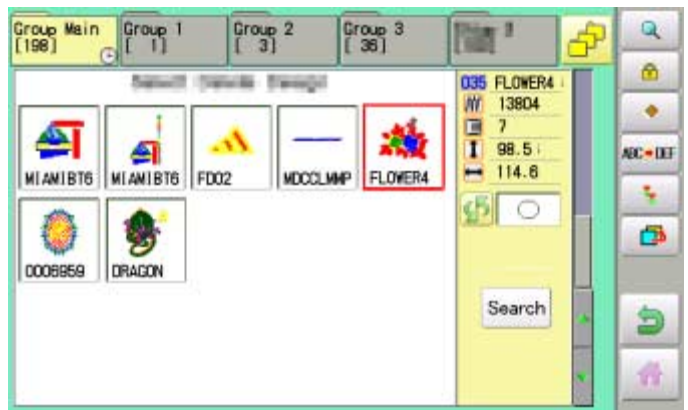 Group Main
[198]
Group 1
[ 1]
Group 2
[ 3]
Group 3
[ 36]
035 FLOWER4
13804
7
98.5
114.6
MIAMIBT6
MIAMIBT6
FD02
MDCCLMMP
FLOWER4
0006959
DRAGON
Search
ABC DEF